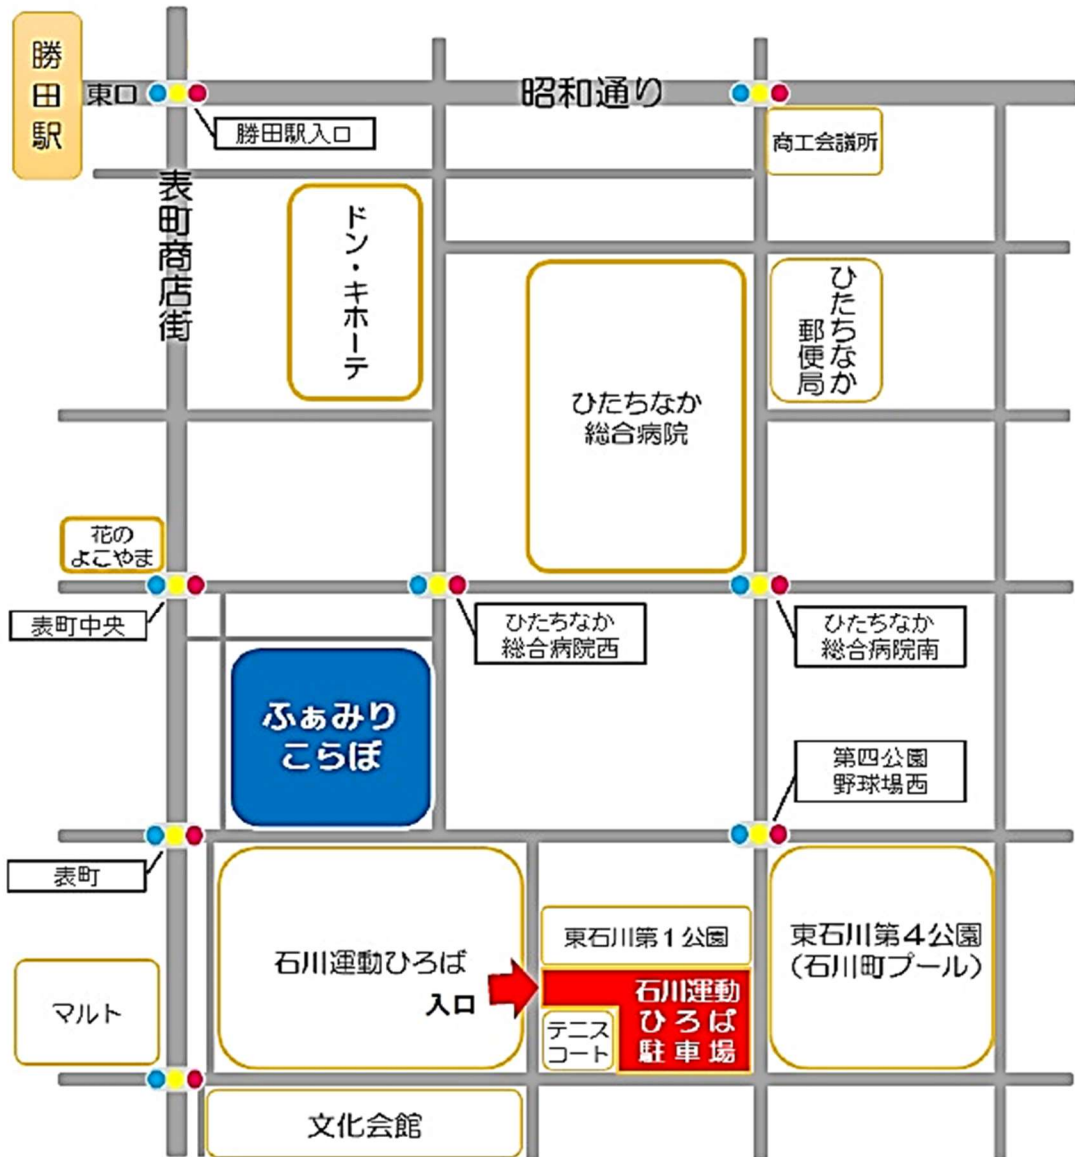 勝田駅
東口
昭和通り
勝田駅入口
商工会議所
表町商店街
ドン・キホーテ
ひたちなか
郵便局
ひたちなか
総合病院
花の
よこやま
表町中央
ひたちなか
総合病院西
ひたちなか
総合病院南
ふぁみり
こらぼ
第四公園
野球場西
表町
石川運動ひろば
入口
東石川第1公園
東石川第4公園
(石川町プール)
石川運動
ひろば
駐車場
テニス
コート
マルト
文化会館